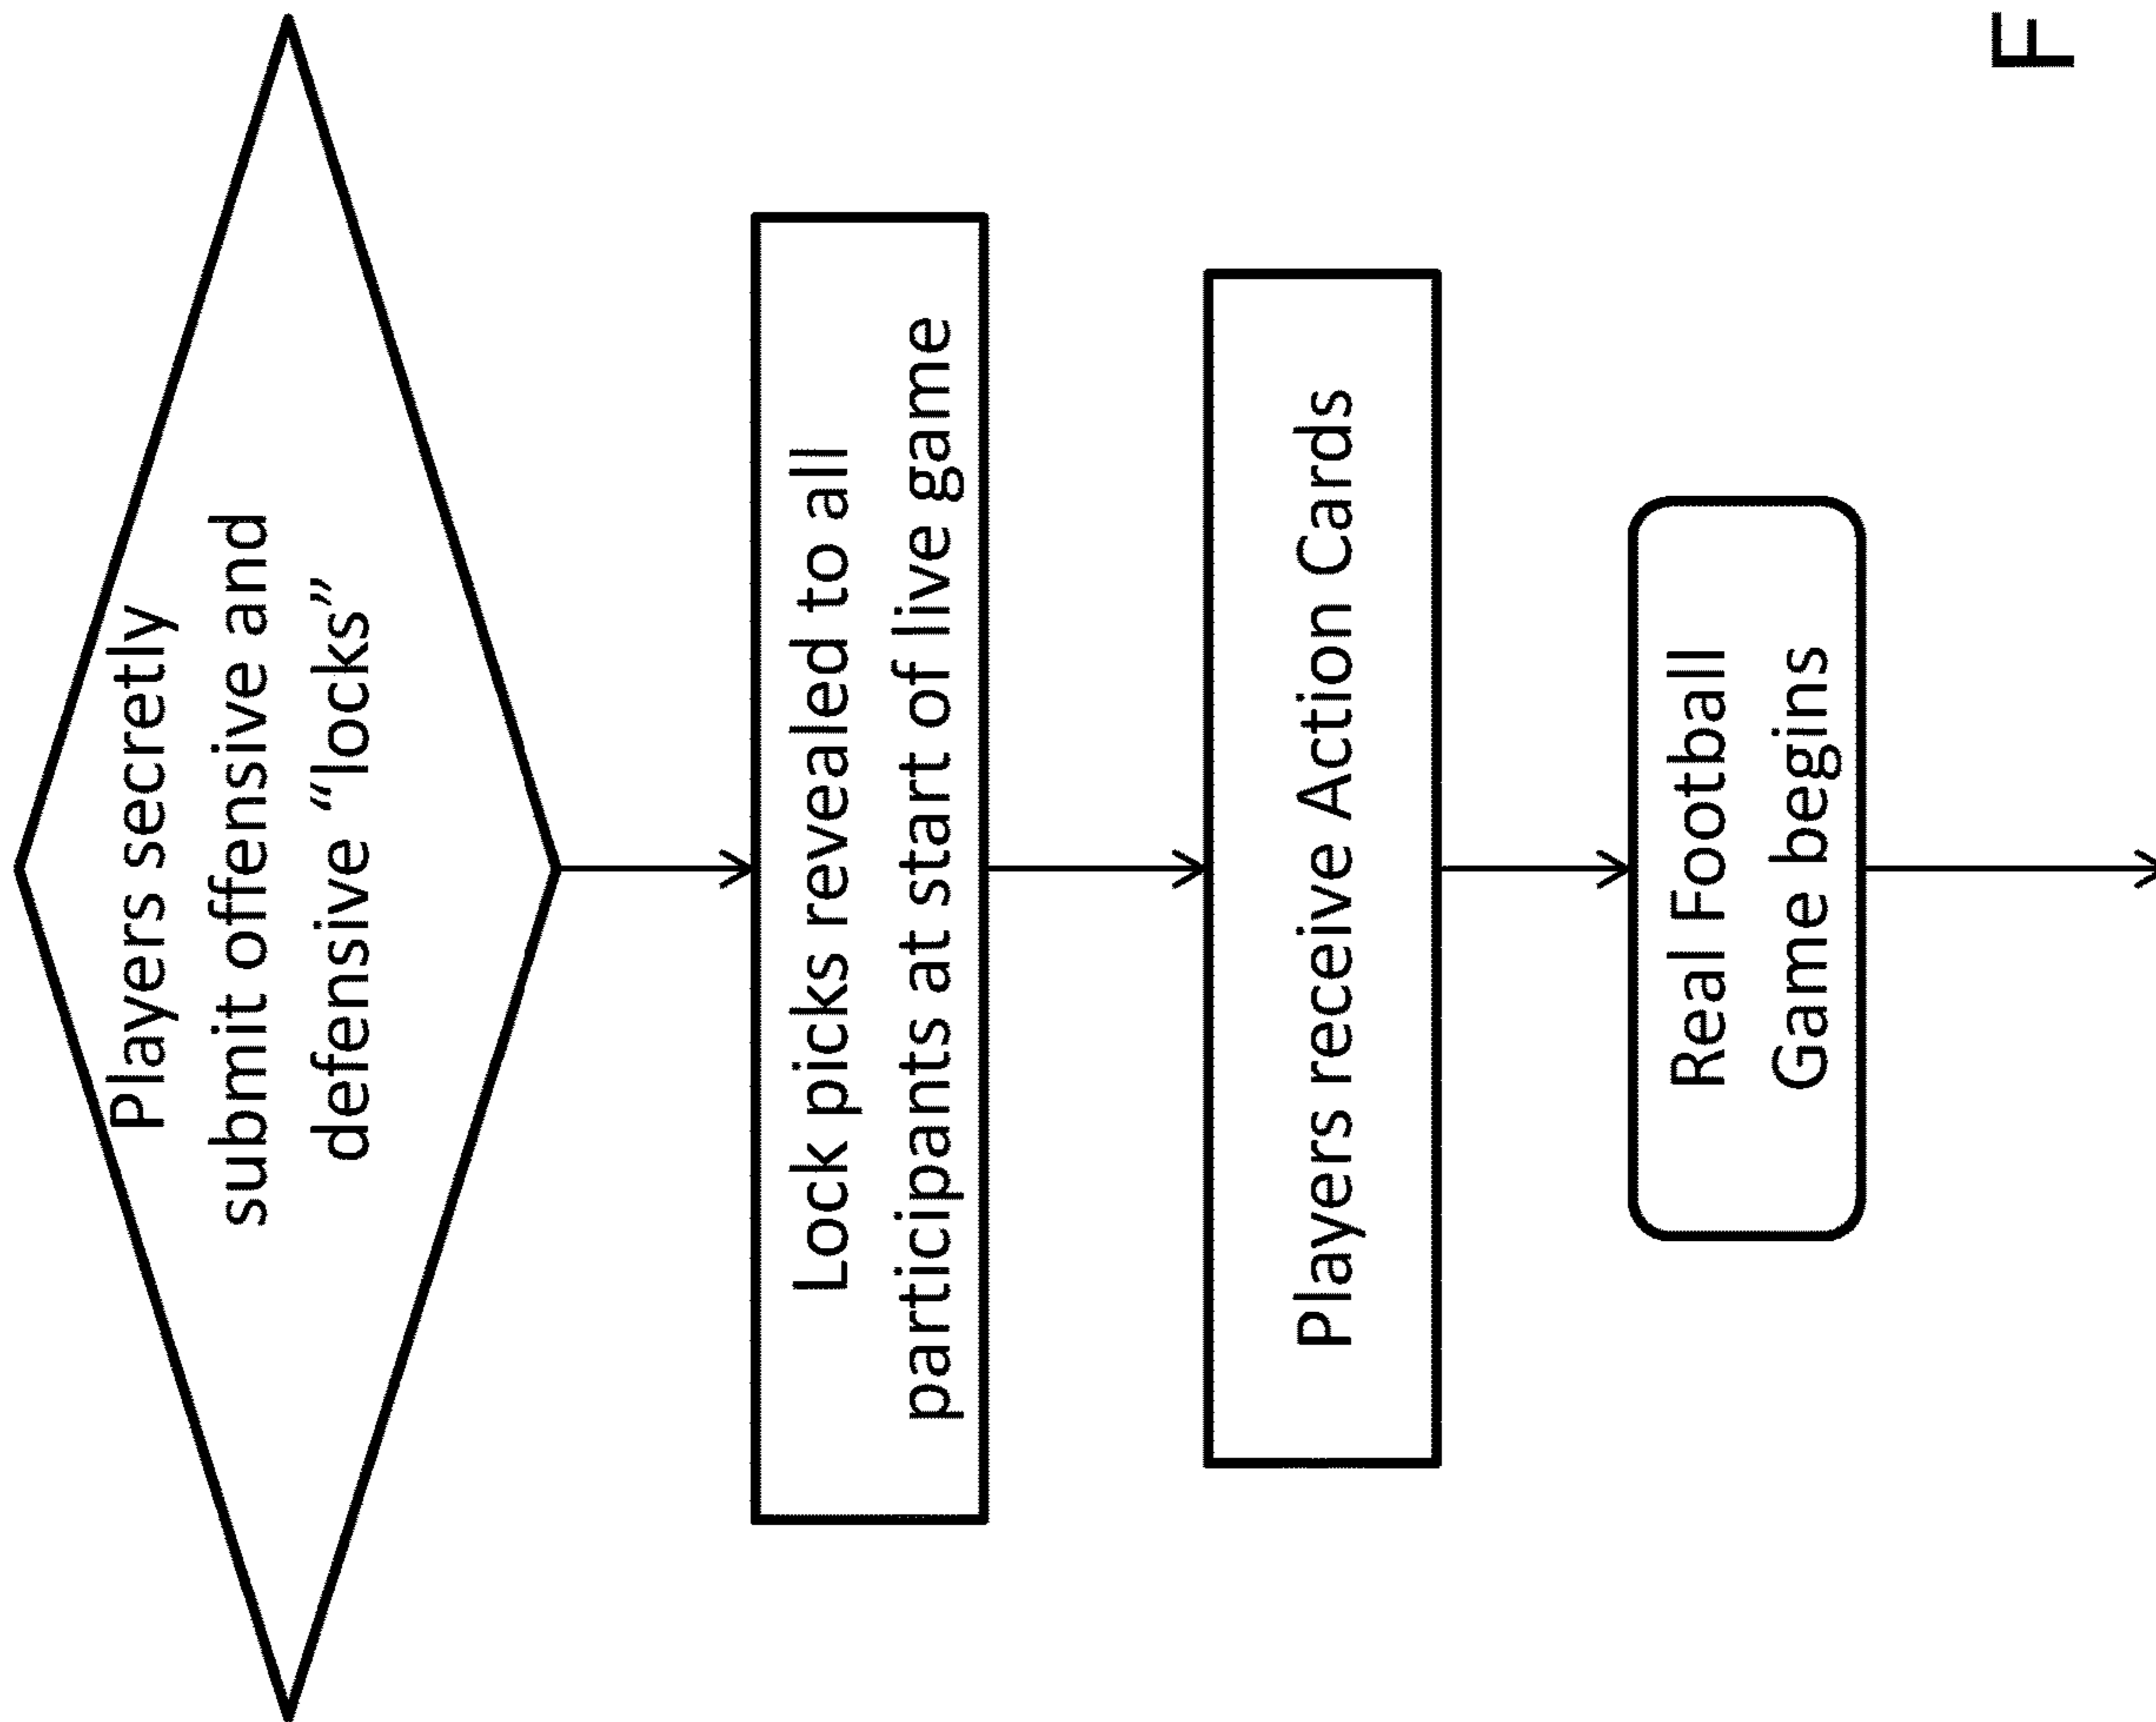 Players secretly
submit offensive and
defensive “locks”
Lock picks revealed to all
participants at start of live game
Players receive Action Cards
Real Football
Game begins
F